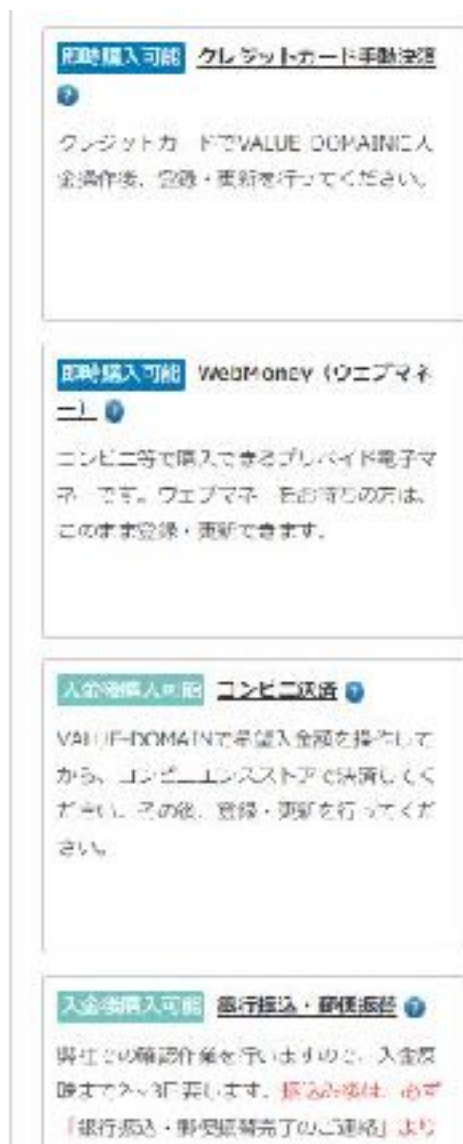 即時購入可能 クレジットカード手動決済
クレジットカードでVALUE-DOMAINに入
金操作後、登録・更新を行ってください。
即時購入可能 WebMoney（ウェブマネ
ー）
コンビニ等で購入できるプリペイド電子マ
ネーです。ウェブマネーをお持ちの方は、
このまま登録・更新できます。
入金後購入可能 コンビニ決済
VALUE-DOMAINで希望入金額を操作して
から、コンビニエンスストアで決済してく
ださい。その後、登録・更新を行ってくだ
さい。
入金後購入可能 銀行振込・郵便振替
弊社での確認作業を行いますので、入金反
映まで2~3日要します。振込み後は、必ず
「銀行振込・郵便振替完了のご連絡」より